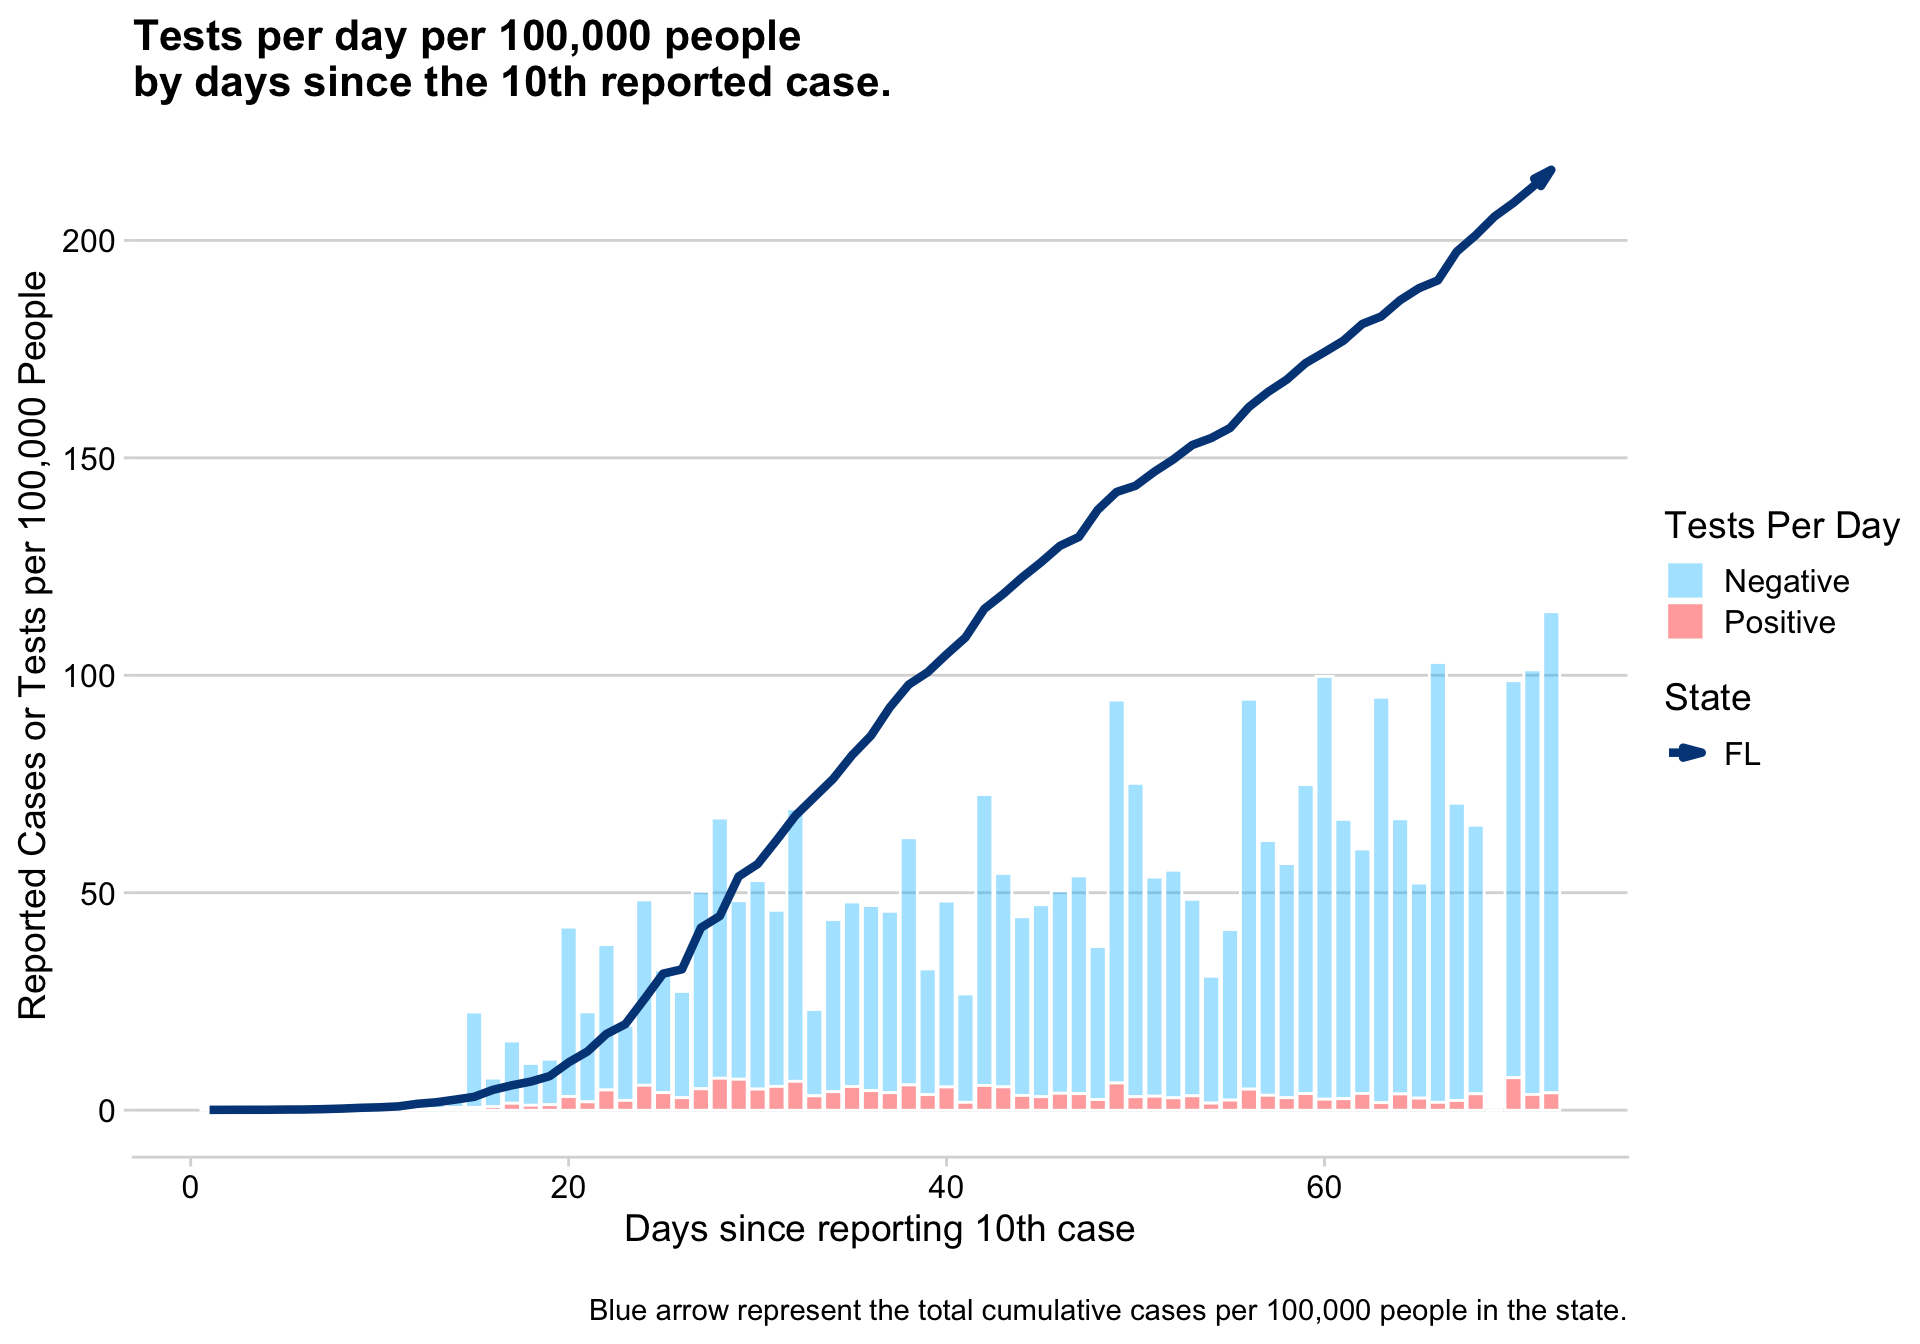 Tests per day per 100,000 people
by days since the 10th reported case.
Reported Cases or Tests per 100,000 People
200
150
100
50
0
0
20
40
60
Days since reporting 10th case
Tests Per Day
Negative
Positive
State
FL
Blue arrow represent the total cumulative cases per 100,000 people in the state.